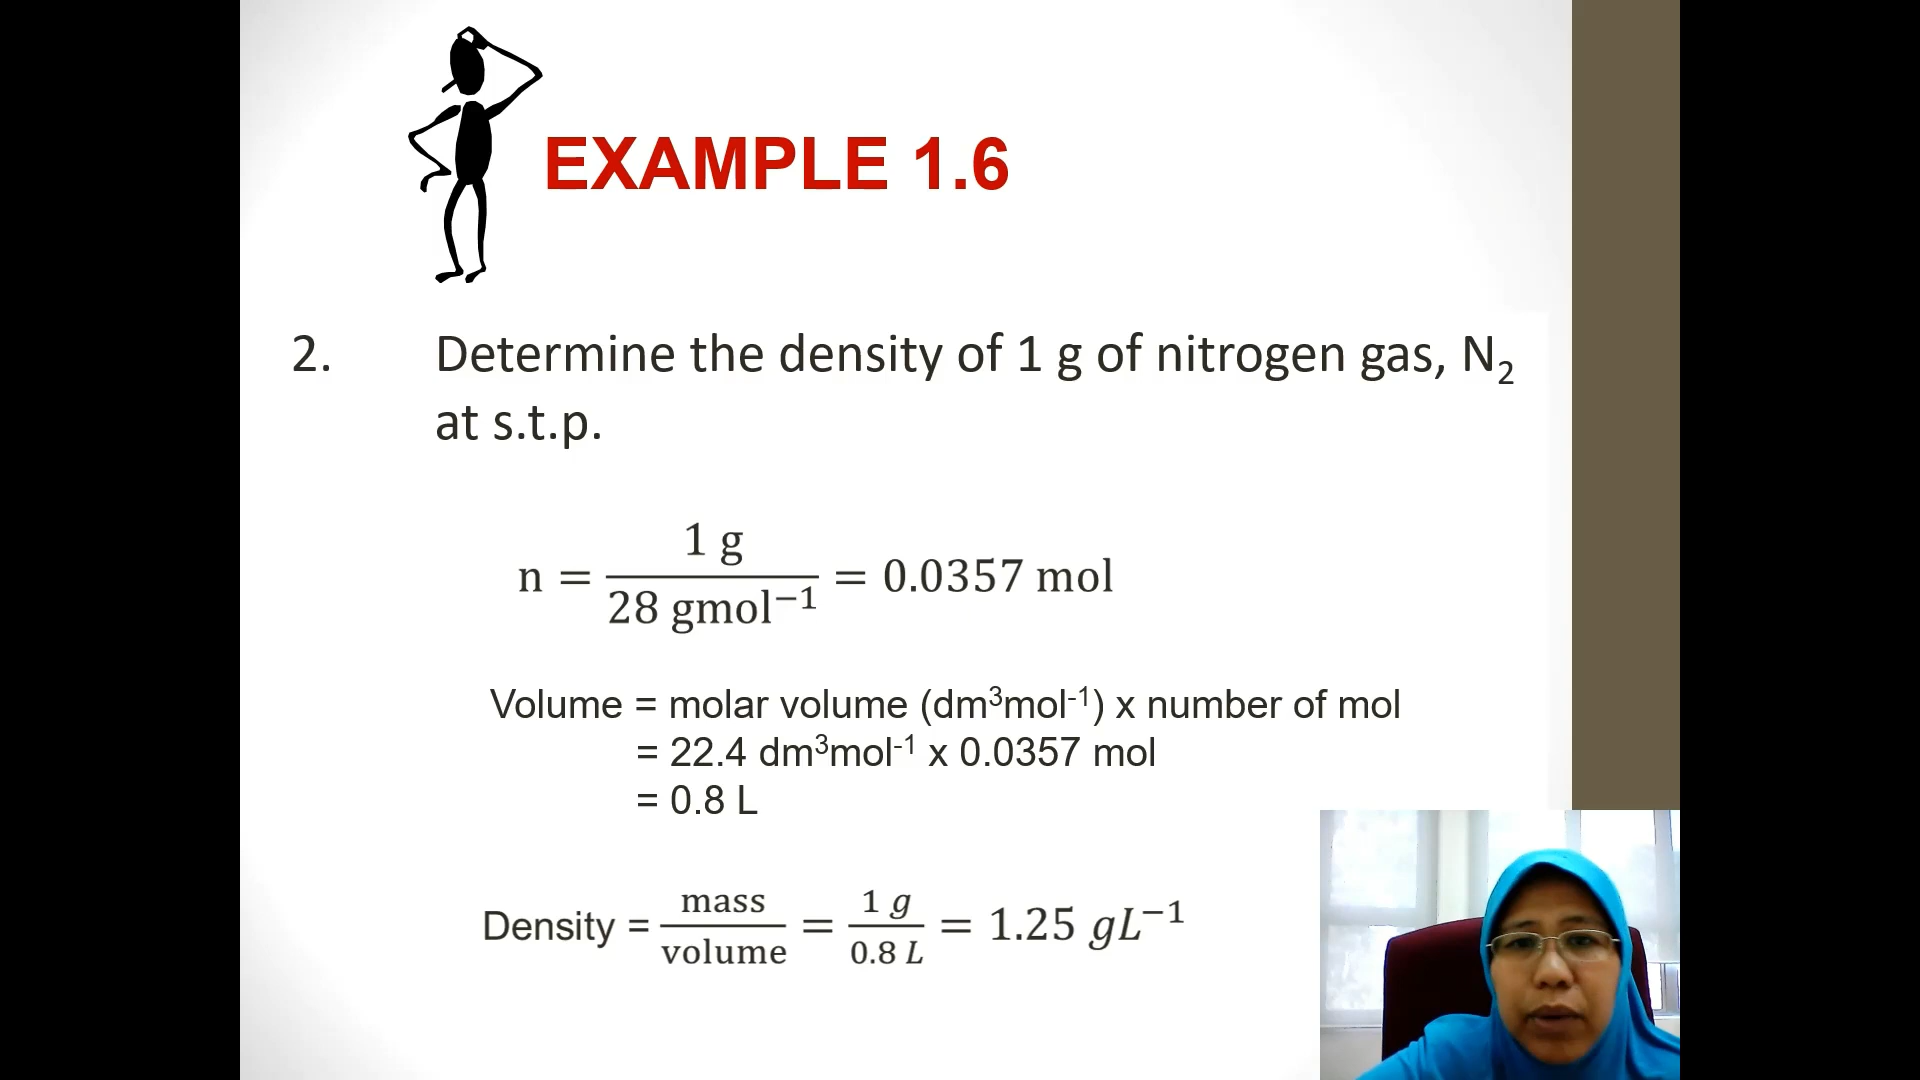 EXAMPLE 1.6
2. Determine the density of 1 g of nitrogen gas, N₂
at s.t.p.
n = 1 g / 28 gmol⁻¹ = 0.0357 mol
Volume = molar volume (dm³mol⁻¹) x number of mol
= 22.4 dm³mol⁻¹ x 0.0357 mol
= 0.8 L
Density = mass / volume = 1 g / 0.8 L = 1.25 gL⁻¹